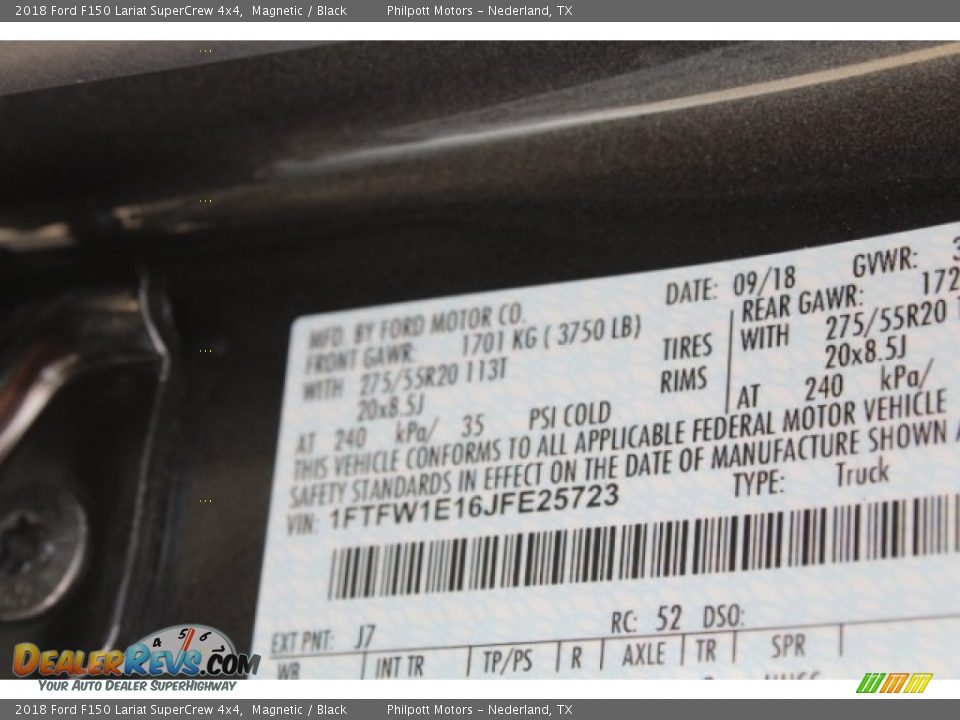 2018 Ford F150 Lariat SuperCrew 4x4, Magnetic / Black Philpott Motors - Nederland, TX
MFD. BY FORD MOTOR CO.
DATE: 09/18
GVWR:
FRONT GAWR: 1701 KG ( 3750 LB)
REAR GAWR: 172
WITH 275/55R20 113T
TIRES
WITH 275/55R20
20x8.5J
RIMS
20x8.5J
AT 240 kPa/ 35 PSI COLD
AT 240 kPa/
THIS VEHICLE CONFORMS TO ALL APPLICABLE FEDERAL MOTOR VEHICLE
SAFETY STANDARDS IN EFFECT ON THE DATE OF MANUFACTURE SHOWN
VIN: 1FTFW1E16JFE25723
TYPE: Truck
EXT PNT: J7
RC: 52 DSO:
WB INT TR TP/PS R AXLE TR SPR
4 5 6
DEALERREVS.COM
YOUR AUTO DEALER SUPERHIGHWAY
2018 Ford F150 Lariat SuperCrew 4x4, Magnetic / Black Philpott Motors - Nederland, TX